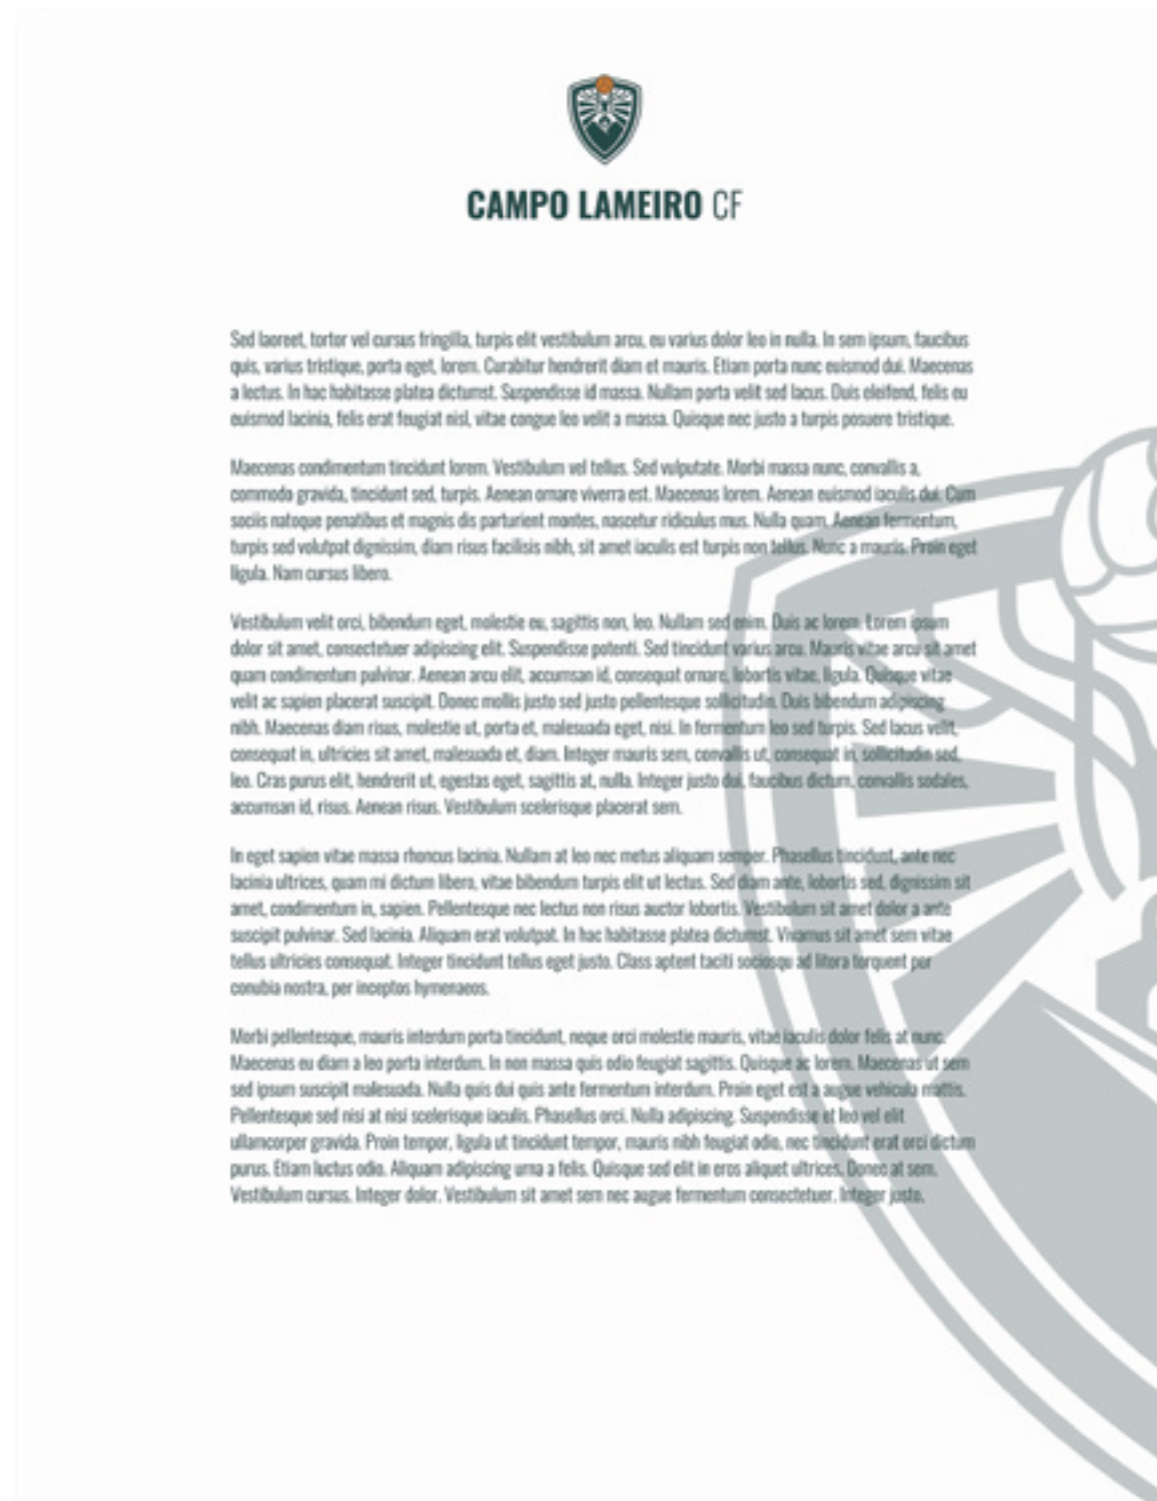 CAMPO LAMEIRO CF
Sed laoreet, tortor vel cursus fringilla, turpis elit vestibulum arcu, eu varius dolor leo in nulla. In sem ipsum, faucibus
quis, varius tristique, porta eget, lorem. Curabitur hendrerit diam et mauris. Etiam porta nunc euismod dui. Maecenas
a lectus. In hac habitasse platea dictumst. Suspendisse id massa. Nullam porta velit sed lacus. Duis eleifend, felis eu
euismod lacinia, felis erat feugiat nisl, vitae congue leo velit a massa. Quisque nec justo a turpis posuere tristique.
Maecenas condimentum tincidunt lorem. Vestibulum vel tellus. Sed vulputate. Morbi massa nunc, convallis a,
commodo gravida, tincidunt sed, turpis. Aenean ornare viverra est. Maecenas lorem. Aenean euismod iaculis dui. Cum
sociis natoque penatibus et magnis dis parturient montes, nascetur ridiculus mus. Nulla quam. Aenean fermentum,
turpis sed volutpat dignissim, diam risus facilisis nibh, sit amet iaculis est turpis non tellus. Nunc a mauris. Proin eget
ligula. Nam cursus libero.
Vestibulum velit orci, bibendum eget, molestie eu, sagittis non, leo. Nullam sed enim. Duis ac lorem. Lorem ipsum
dolor sit amet, consectetuer adipiscing elit. Suspendisse potenti. Sed tincidunt varius arcu. Mauris vitae arcu sit amet
quam condimentum pulvinar. Aenean arcu elit, accumsan id, consequat ornare, lobortis vitae, ligula. Quisque vitae
velit ac sapien placerat suscipit. Donec mollis justo sed justo pellentesque sollicitudin. Duis bibendum adipiscing
nibh. Maecenas diam risus, molestie ut, porta et, malesuada eget, nisi. In fermentum leo sed turpis. Sed lacus velit,
consequat in, ultricies sit amet, malesuada et, diam. Integer mauris sem, convallis ut, consequat in, sollicitudin sed,
leo. Cras purus elit, hendrerit ut, egestas eget, sagittis at, nulla. Integer justo dui, faucibus dictum, convallis sodales,
accumsan id, risus. Aenean risus. Vestibulum scelerisque placerat sem.
In eget sapien vitae massa rhoncus lacinia. Nullam at leo nec metus aliquam semper. Phasellus tincidunt, ante nec
lacinia ultrices, quam mi dictum libero, vitae bibendum turpis elit ut lectus. Sed diam ante, lobortis sed, dignissim sit
amet, condimentum in, sapien. Pellentesque nec lectus non risus auctor lobortis. Vestibulum sit amet dolor a ante
suscipit pulvinar. Sed lacinia. Aliquam erat volutpat. In hac habitasse platea dictumst. Vivamus sit amet sem vitae
tellus ultricies consequat. Integer tincidunt tellus eget justo. Class aptent taciti sociosqu ad litora torquent per
conubia nostra, per inceptos hymenaeos.
Morbi pellentesque, mauris interdum porta tincidunt, neque orci molestie mauris, vitae iaculis dolor felis at nunc.
Maecenas eu diam a leo porta interdum. In non massa quis odio feugiat sagittis. Quisque ac lorem. Maecenas ut sem
sed ipsum suscipit malesuada. Nulla quis dui quis ante fermentum interdum. Proin eget est a augue vehicula mattis.
Pellentesque sed nisi at nisi scelerisque iaculis. Phasellus orci. Nulla adipiscing. Suspendisse et leo vel elit
ullamcorper gravida. Proin tempor, ligula ut tincidunt tempor, mauris nibh feugiat odio, nec tincidunt erat orci dictum
purus. Etiam luctus odio. Aliquam adipiscing urna a felis. Quisque sed elit in eros aliquet ultrices. Donec at sem.
Vestibulum cursus. Integer dolor. Vestibulum sit amet sem nec augue fermentum consectetuer. Integer justo.